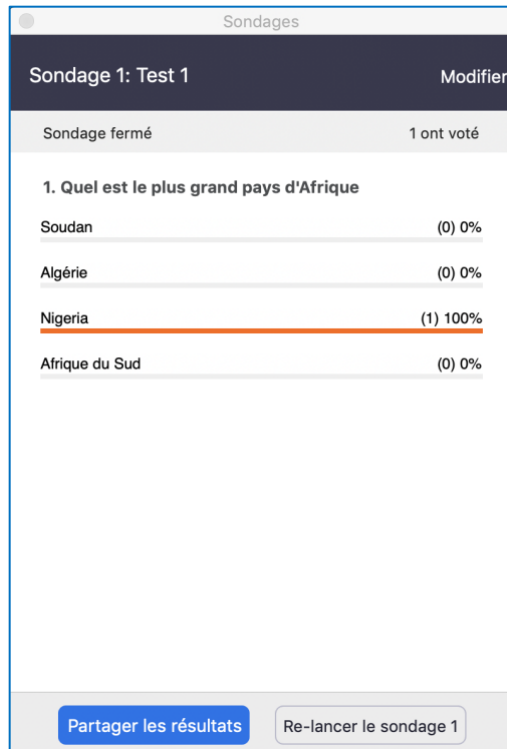 Sondages
Sondage 1: Test 1 Modifier
Sondage fermé 1 ont voté
1. Quel est le plus grand pays d'Afrique
Soudan (0) 0%
Algérie (0) 0%
Nigeria (1) 100%
Afrique du Sud (0) 0%
Partager les résultats Re-lancer le sondage 1